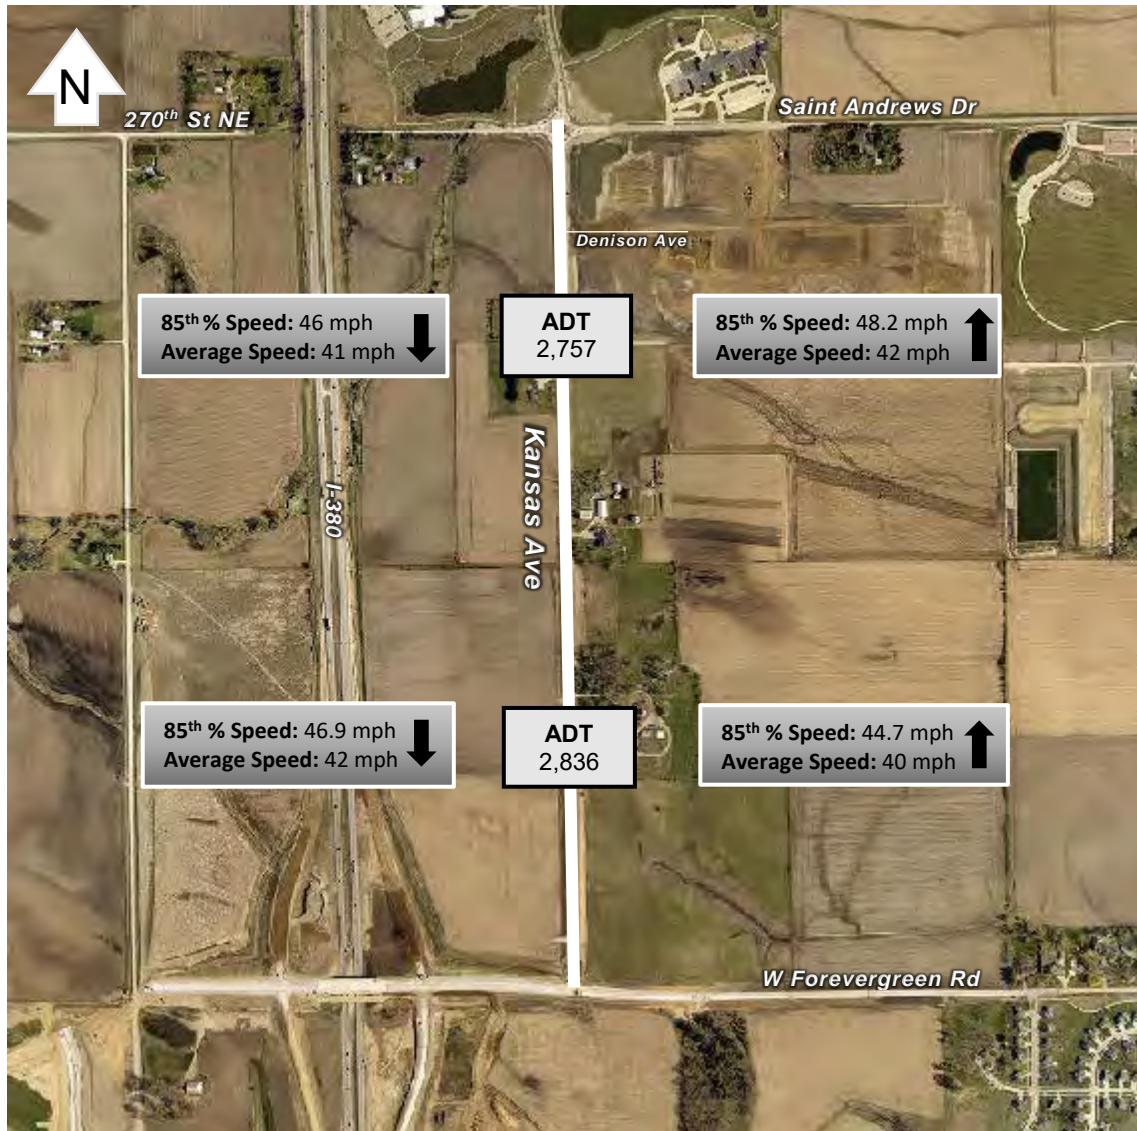 N
270th St NE
Saint Andrews Dr
Denison Ave
85th % Speed: 46 mph
Average Speed: 41 mph
ADT
2,757
85th % Speed: 48.2 mph
Average Speed: 42 mph
Kansas Ave
I-380
85th % Speed: 46.9 mph
Average Speed: 42 mph
ADT
2,836
85th % Speed: 44.7 mph
Average Speed: 40 mph
W Forevergreen Rd